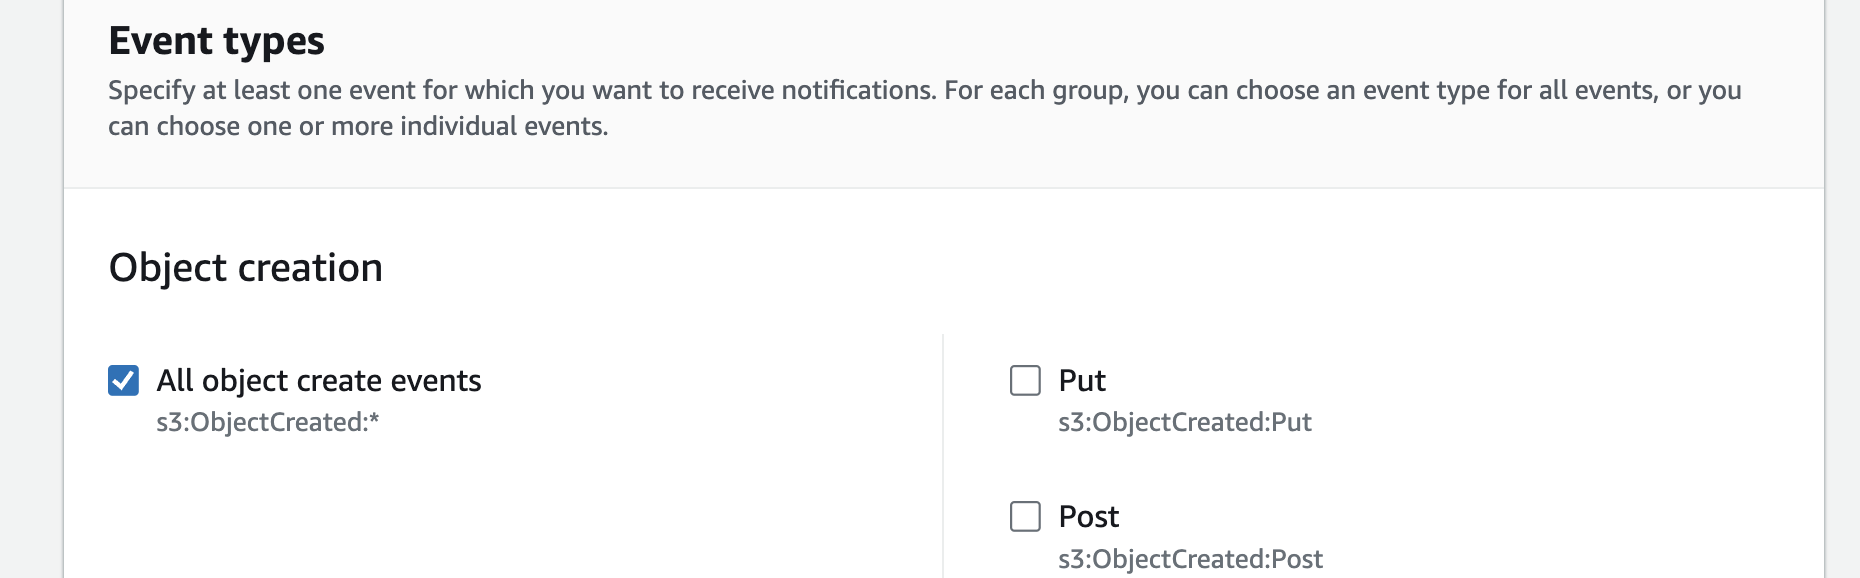 Event types
Specify at least one event for which you want to receive notifications. For each group, you can choose an event type for all events, or you
can choose one or more individual events.
Object creation
All object create events
s3:ObjectCreated:*
Put
s3:ObjectCreated:Put
Post
s3:ObjectCreated:Post